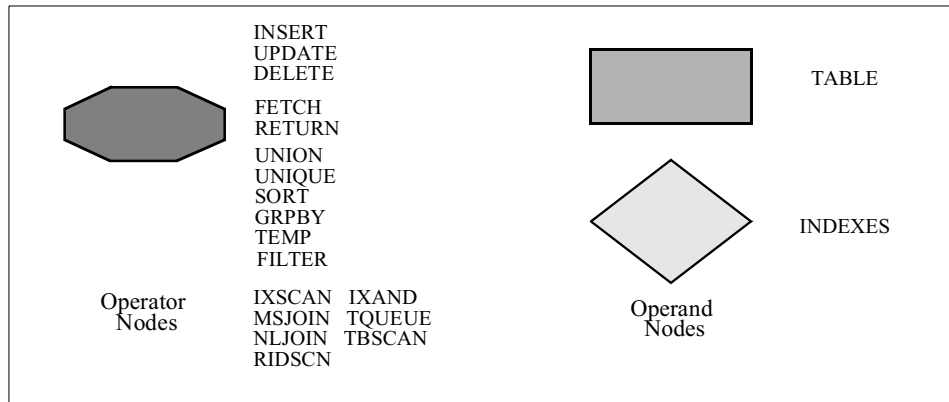 INSERT
UPDATE
DELETE
FETCH
RETURN
UNION
UNIQUE
SORT
GRPBY
TEMP
FILTER
IXSCAN IXAND
MSJOIN TQUEUE
NLJOIN TBSCAN
RIDSCN
Operator
Nodes
TABLE
INDEXES
Operand
Nodes